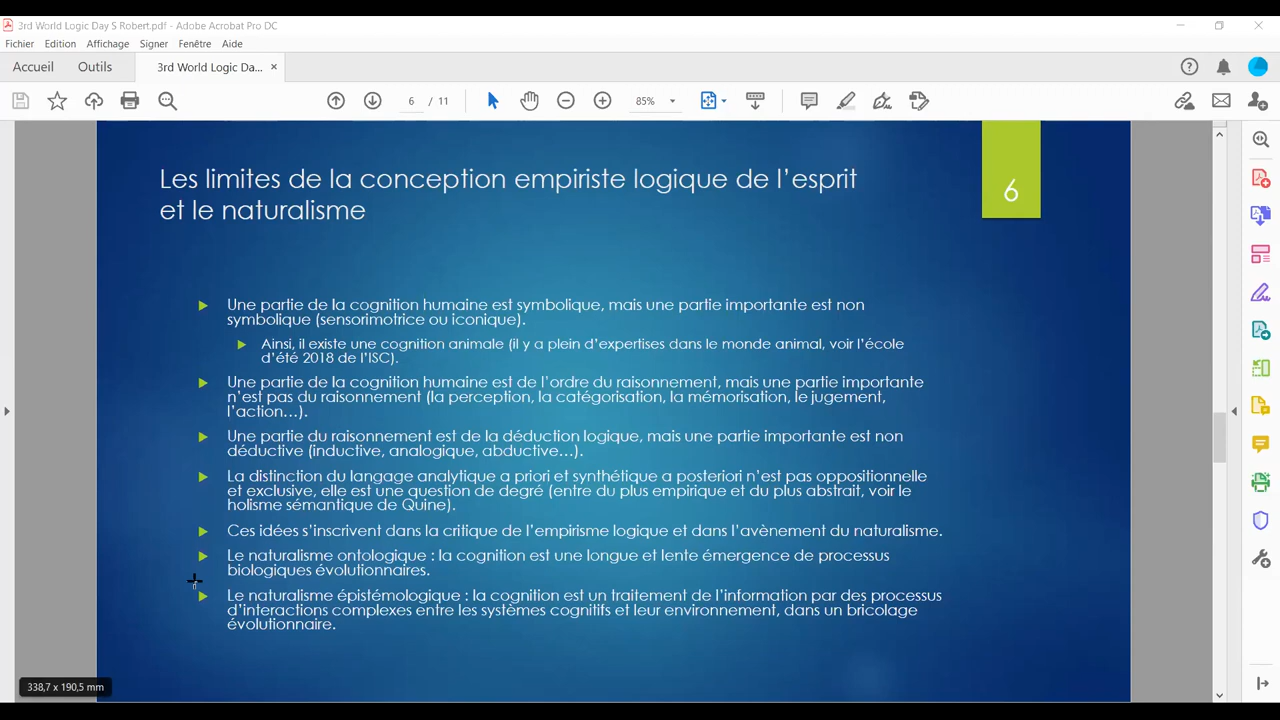 3rd World Logic Day S Robert.pdf - Adobe Acrobat Pro DC
Fichier Edition Affichage Signer Fenêtre Aide
Accueil Outils 3rd World Logic Da... ×
6 / 11 85%
6
Les limites de la conception empiriste logique de l’esprit
et le naturalisme
Une partie de la cognition humaine est symbolique, mais une partie importante est non
symbolique (sensorimotrice ou iconique).
Ainsi, il existe une cognition animale (il y a plein d’expertises dans le monde animal, voir l’école
d’été 2018 de l’ISC).
Une partie de la cognition humaine est de l’ordre du raisonnement, mais une partie importante
n’est pas du raisonnement (la perception, la catégorisation, la mémorisation, le jugement,
l’action…).
Une partie du raisonnement est de la déduction logique, mais une partie importante est non
déductive (inductive, analogique, abductive…).
La distinction du langage analytique a priori et synthétique a posteriori n’est pas oppositionnelle
et exclusive, elle est une question de degré (entre du plus empirique et du plus abstrait, voir le
holisme sémantique de Quine).
Ces idées s’inscrivent dans la critique de l’empirisme logique et dans l’avènement du naturalisme.
Le naturalisme ontologique : la cognition est une longue et lente émergence de processus
biologiques évolutionnaires.
Le naturalisme épistémologique : la cognition est un traitement de l’information par des processus
d’interactions complexes entre les systèmes cognitifs et leur environnement, dans un bricolage
évolutionnaire.
338,7 x 190,5 mm